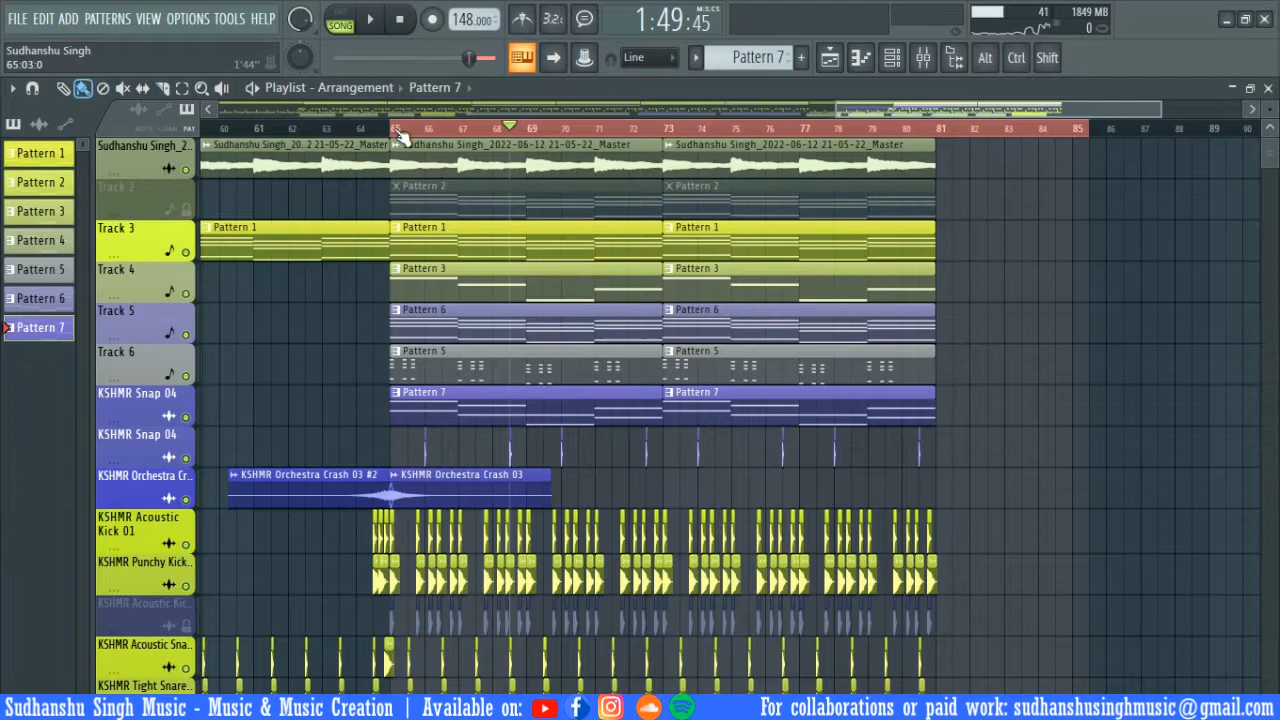 FILE EDIT ADD PATTERNS VIEW OPTIONS TOOLS HELP
PAT
SONG
148.000
3.2.
1:49:45
M:S:CS
41
1849 MB
0
Sudhanshu Singh
65:03:0
1'44"
Line
Pattern 7
Alt
Ctrl
Shift
Playlist - Arrangement
Pattern 7
PAT
60 61 62 63 64 65 66 67 68 69 70 71 72 73 74 75 76 77 78 79 80 81 82 83 84 85 86 87 88 89 90
Pattern 1
Pattern 2
Pattern 3
Pattern 4
Pattern 5
Pattern 6
Pattern 7
Sudhanshu Singh_2..
Sudhanshu Singh_20..2 21-05-22_Master
dhanshu Singh_2022-06-12 21-05-22_Master
Sudhanshu Singh_2022-06-12 21-05-22_Master
Track 2
Pattern 2
Pattern 2
Track 3
Pattern 1
Pattern 1
Pattern 1
Track 4
Pattern 3
Pattern 3
Track 5
Pattern 6
Pattern 6
Track 6
Pattern 5
Pattern 5
KSHMR Snap 04
Pattern 7
Pattern 7
KSHMR Snap 04
KSHMR Orchestra Cr..
KSHMR Orchestra Crash 03 #2
KSHMR Orchestra Crash 03
KSHMR Acoustic
Kick 01
KSHMR Punchy Kick..
KSHMR Acoustic Kic..
KSHMR Acoustic Sna..
KSHMR Tight Snare..
Sudhanshu Singh Music - Music & Music Creation | Available on:
For collaborations or paid work: sudhanshusinghmusic@gmail.com